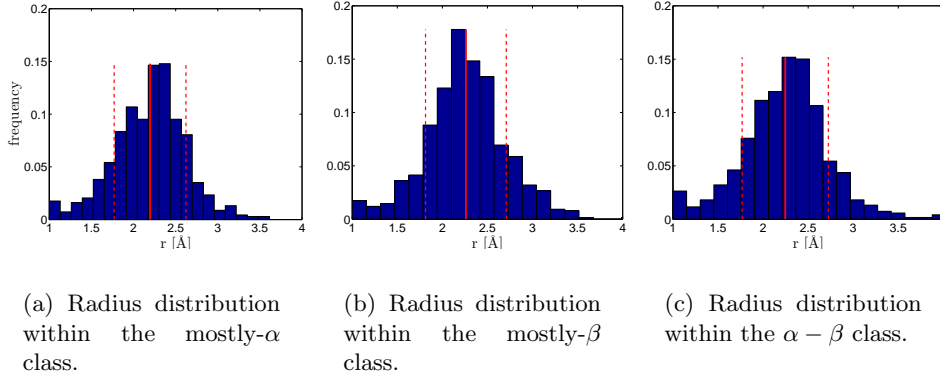 0.2
0.15
0.1
0.05
0
frequency
1 1.5 2 2.5 3 3.5 4
r [Å]
0.2
0.15
0.1
0.05
0
1 1.5 2 2.5 3 3.5 4
r [Å]
0.2
0.15
0.1
0.05
0
1 1.5 2 2.5 3 3.5
r [Å]
(a) Radius distribution
within the mostly-α
class.
(b) Radius distribution
within the mostly-β
class.
(c) Radius distribution
within the α − β class.